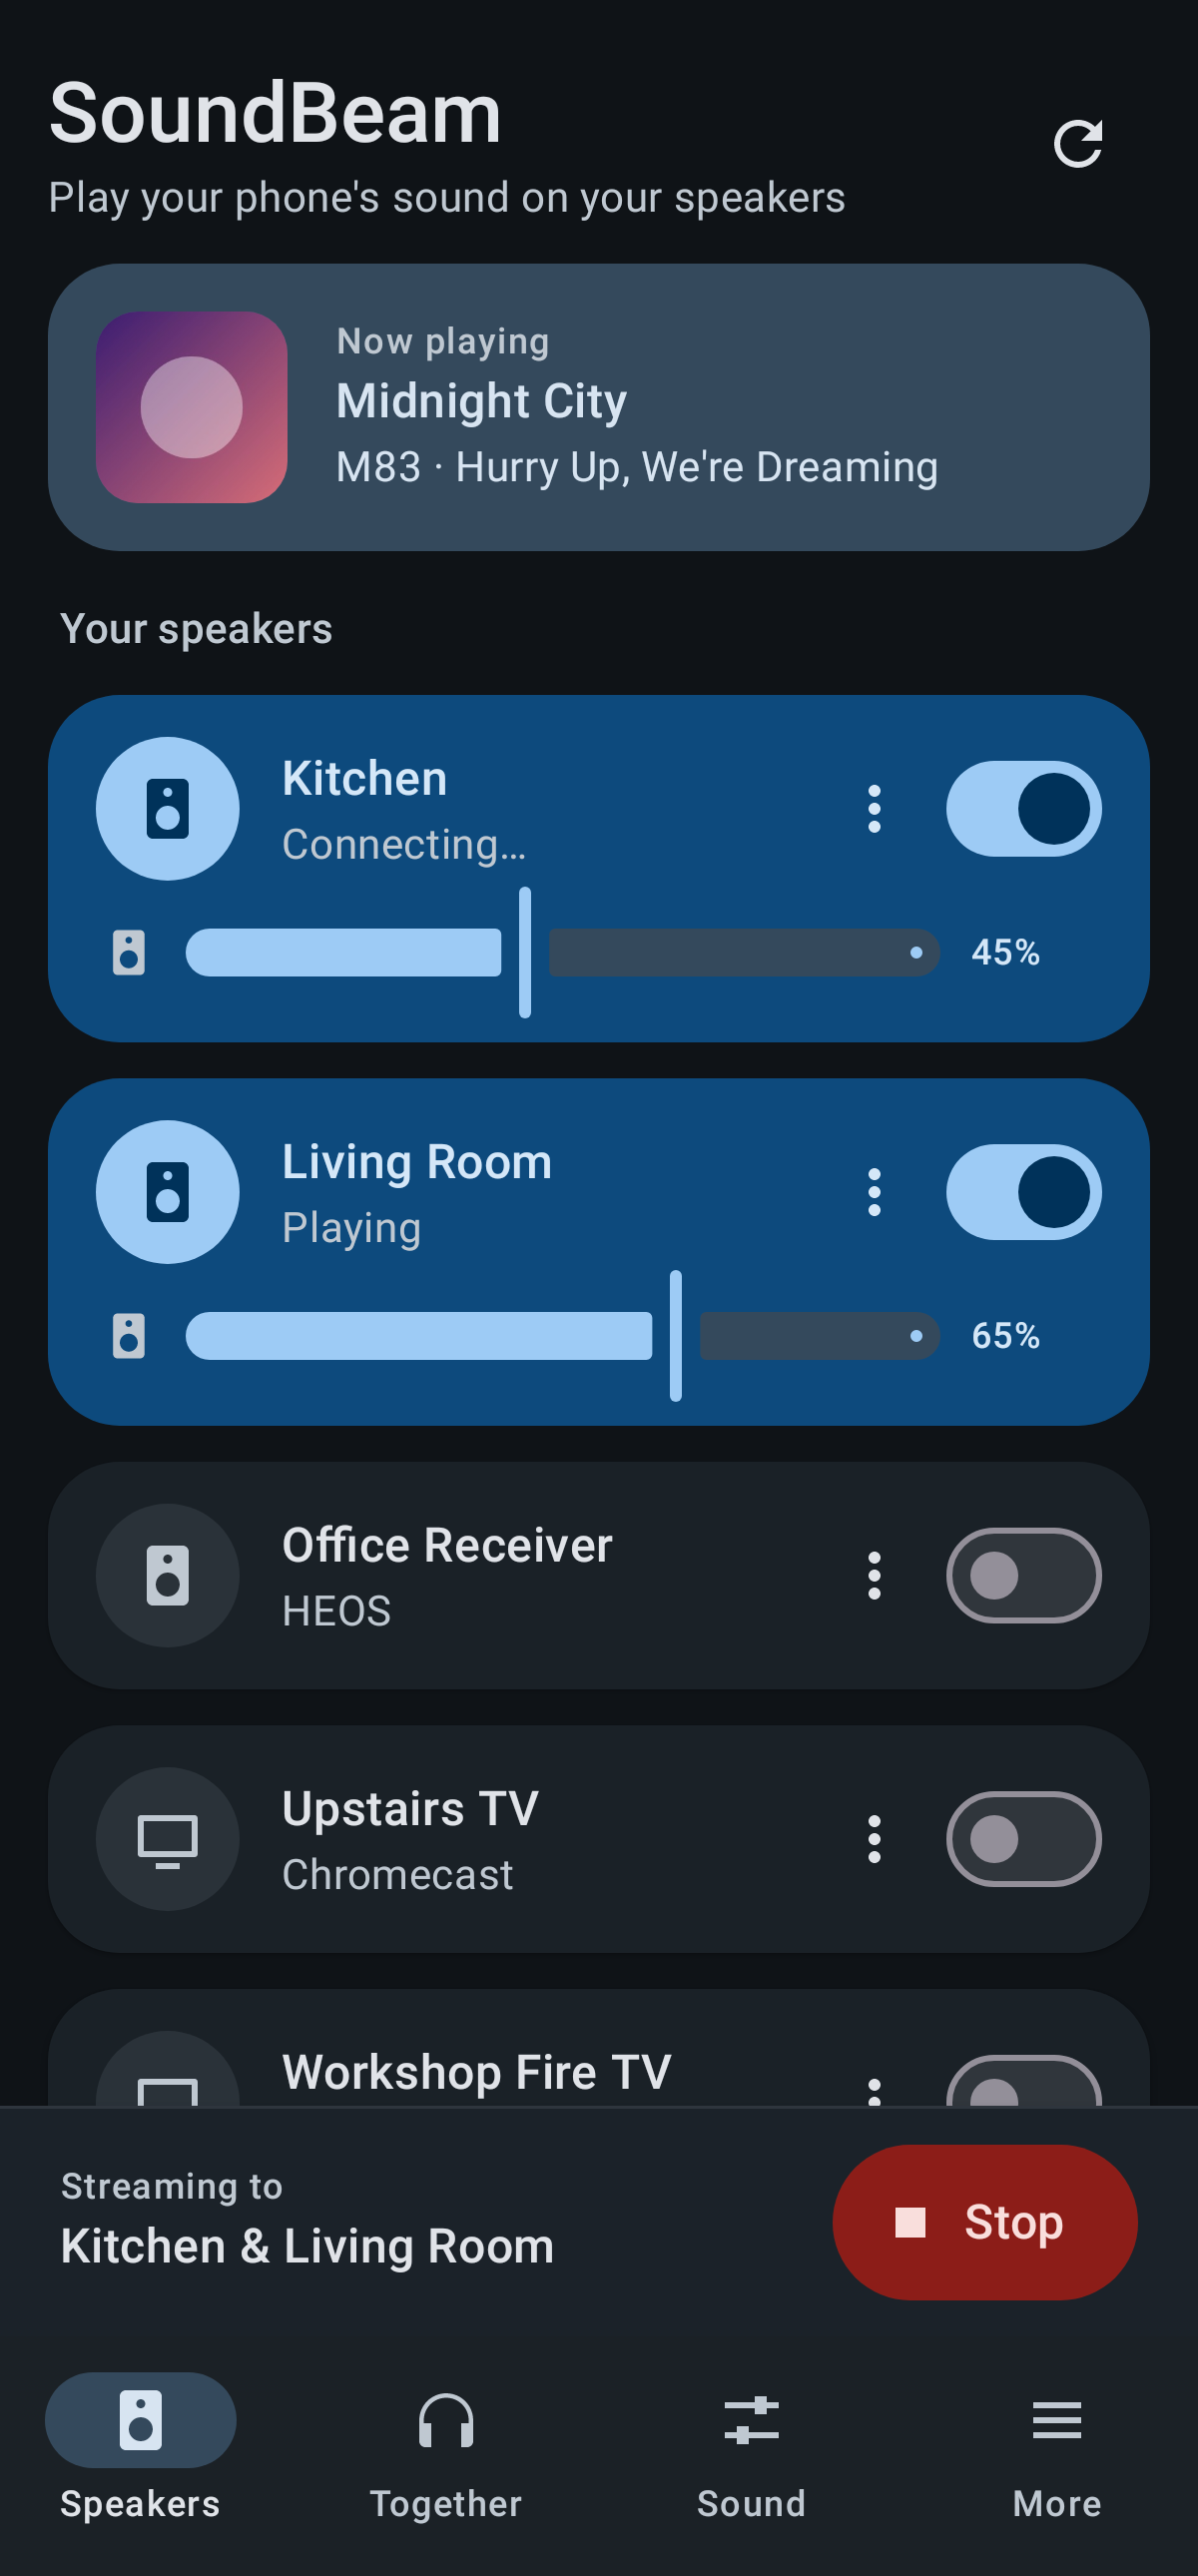 SoundBeam
Play your phone's sound on your speakers
Now playing
Midnight City
M83 · Hurry Up, We're Dreaming
Your speakers
Kitchen
Connecting…
45%
Living Room
Playing
65%
Office Receiver
HEOS
Upstairs TV
Chromecast
Workshop Fire TV
Streaming to
Kitchen & Living Room
Stop
Speakers
Together
Sound
More